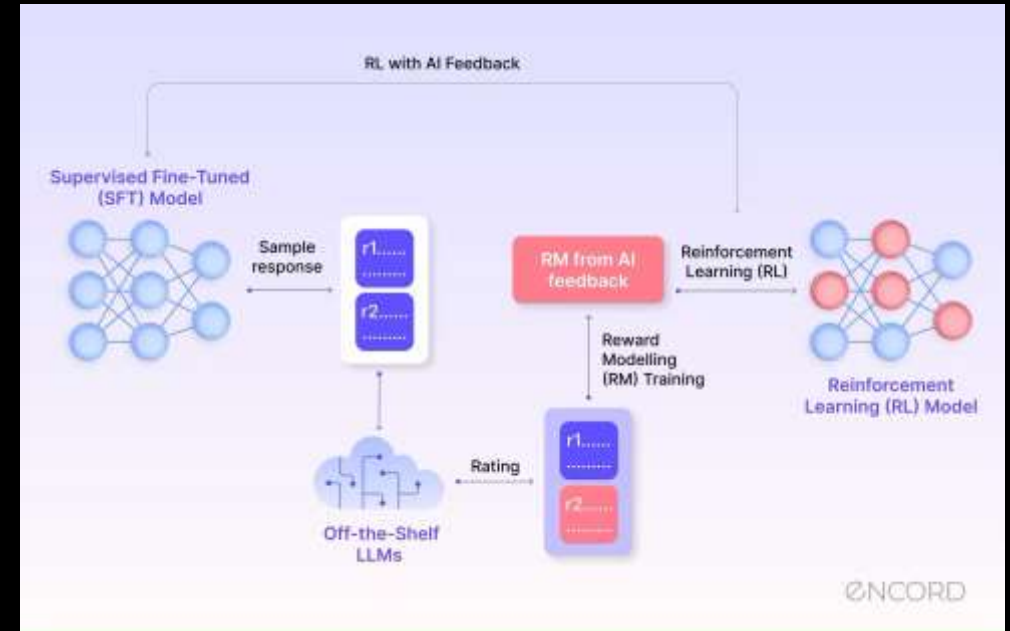 RL with AI Feedback
Supervised Fine-Tuned
(SFT) Model
Sample
response
r1......
.........
r2......
.........
RM from AI
feedback
Reinforcement
Learning (RL)
Reward
Modelling
(RM) Training
Reinforcement
Learning (RL) Model
r1......
.........
r2......
.........
Rating
Off-the-Shelf
LLMs
ENCORD